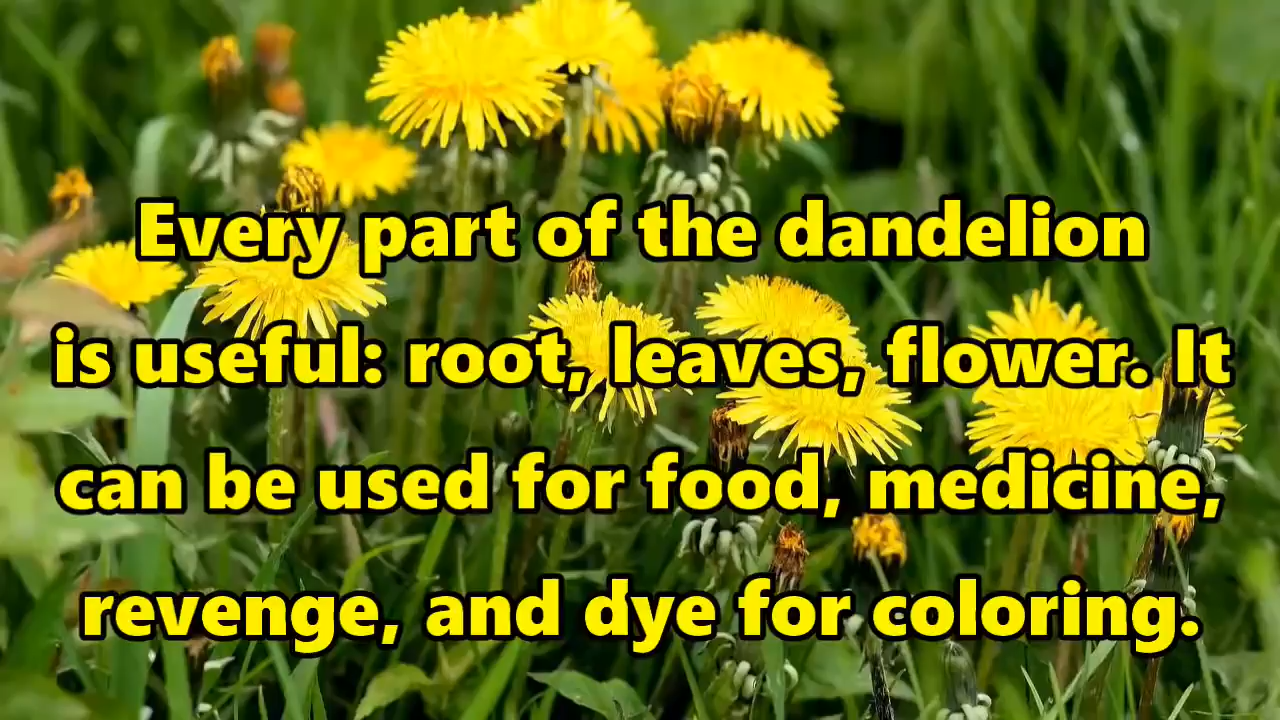 Every part of the dandelion
is useful: root, leaves, flower. It
can be used for food, medicine,
revenge, and dye for coloring.